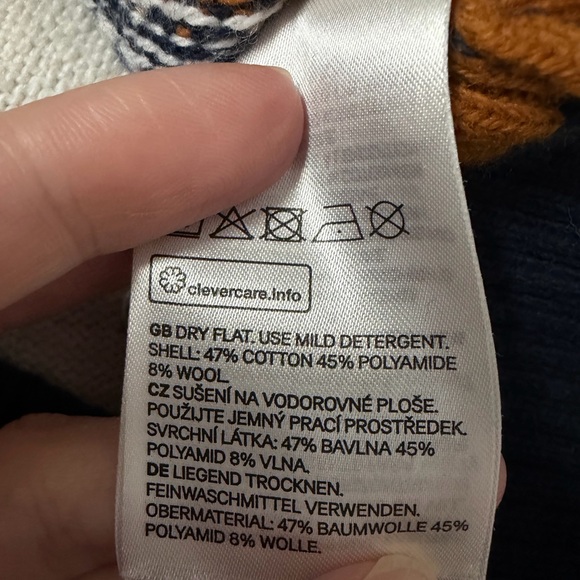 clevercare.info
GB DRY FLAT. USE MILD DETERGENT.
SHELL: 47% COTTON 45% POLYAMIDE
8% WOOL.
CZ SUŠENÍ NA VODOROVNÉ PLOŠE.
POUŽIJTE JEMNÝ PRACÍ PROSTŘEDEK.
SVRCHNÍ LÁTKA: 47% BAVLNA 45%
POLYAMID 8% VLNA.
DE LIEGEND TROCKNEN.
FEINWASCHMITTEL VERWENDEN.
OBERMATERIAL: 47% BAUMWOLLE 45%
POLYAMID 8% WOLLE.